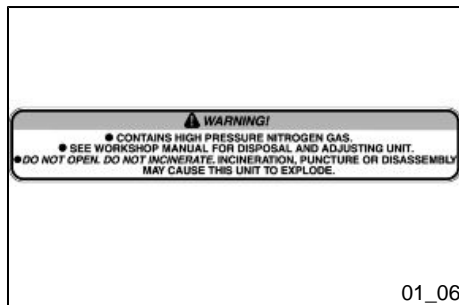 WARNING!
● CONTAINS HIGH PRESSURE NITROGEN GAS.
● SEE WORKSHOP MANUAL FOR DISPOSAL AND ADJUSTING UNIT.
● DO NOT OPEN. DO NOT INCINERATE. INCINERATION, PUNCTURE OR DISASSEMBLY
MAY CAUSE THIS UNIT TO EXPLODE.
01_06